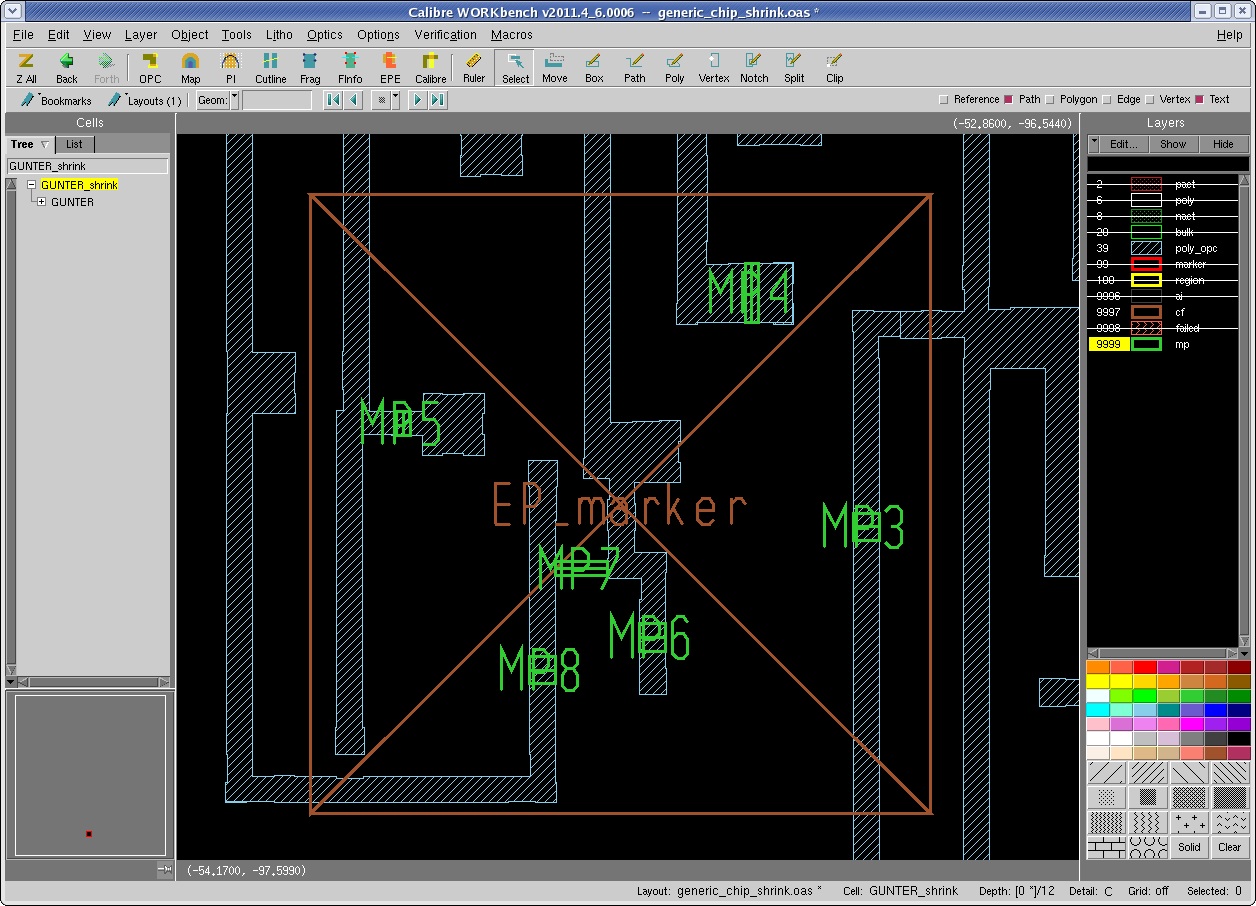 Calibre WORKbench v2011.4_6.0006 -- generic_chip_shrink.oas *
File Edit View Layer Object Tools Litho Optics Options Verification Macros Help
Z All Back Forth OPC Map PI Cutline Frag FInfo EPE Calibre Ruler Select Move Box Path Poly Vertex Notch Split Clip
Bookmarks Layouts (1) Geom: Reference Path Polygon Edge Vertex Text
Cells (-52.8600, -96.5440) Layers
Tree List Edit... Show Hide
GUNTER_shrink
GUNTER_shrink
GUNTER
2 pact
6 poly
8 nact
20 bulk
39 poly_opc
99 marker
100 region
9996 ai
9997 cf
9998 failed
9999 mp
MP4
MP5
EP_marker
MP3
MP7
MP6
MP8
Solid Clear
(-54.1700, -97.5990)
Layout: generic_chip_shrink.oas * Cell: GUNTER_shrink Depth: [0 *]/12 Detail: C Grid: off Selected: 0